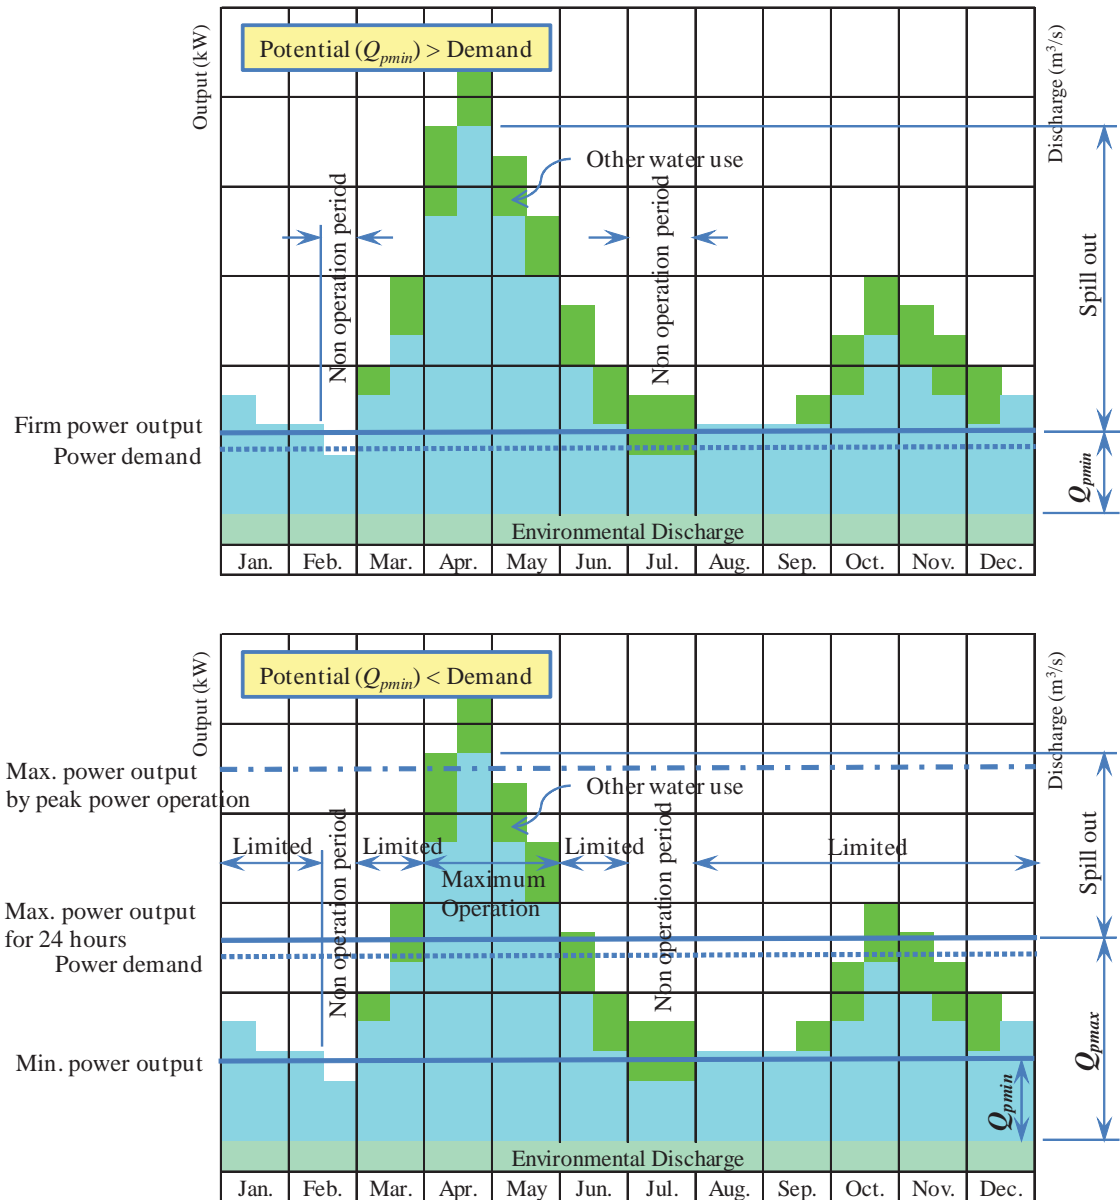 Output (kW)
Potential (Qpmin) > Demand
Discharge (m³/s)
Other water use
Non operation period
Non operation period
Spill out
Firm power output
Power demand
Qpmin
Environmental Discharge
Jan. Feb. Mar. Apr. May Jun. Jul. Aug. Sep. Oct. Nov. Dec.
Output (kW)
Potential (Qpmin) < Demand
Discharge (m³/s)
Max. power output
by peak power operation
Other water use
Non operation period
Non operation period
Spill out
Limited
Limited
Limited
Limited
Maximum
Operation
Max. power output
for 24 hours
Power demand
Min. power output
Qpmax
Qpmin
Environmental Discharge
Jan. Feb. Mar. Apr. May Jun. Jul. Aug. Sep. Oct. Nov. Dec.